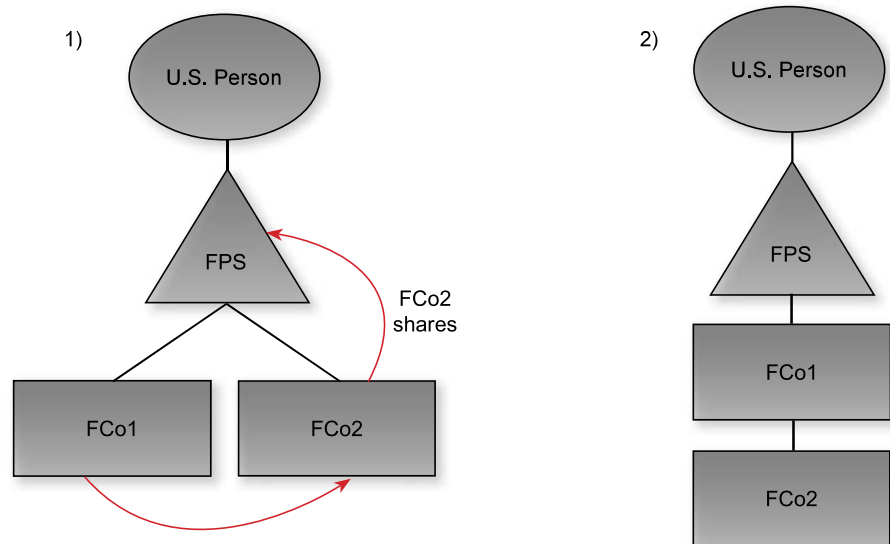 1)
U.S. Person
FPS
FCo2
shares
FCo1
FCo2
2)
U.S. Person
FPS
FCo1
FCo2